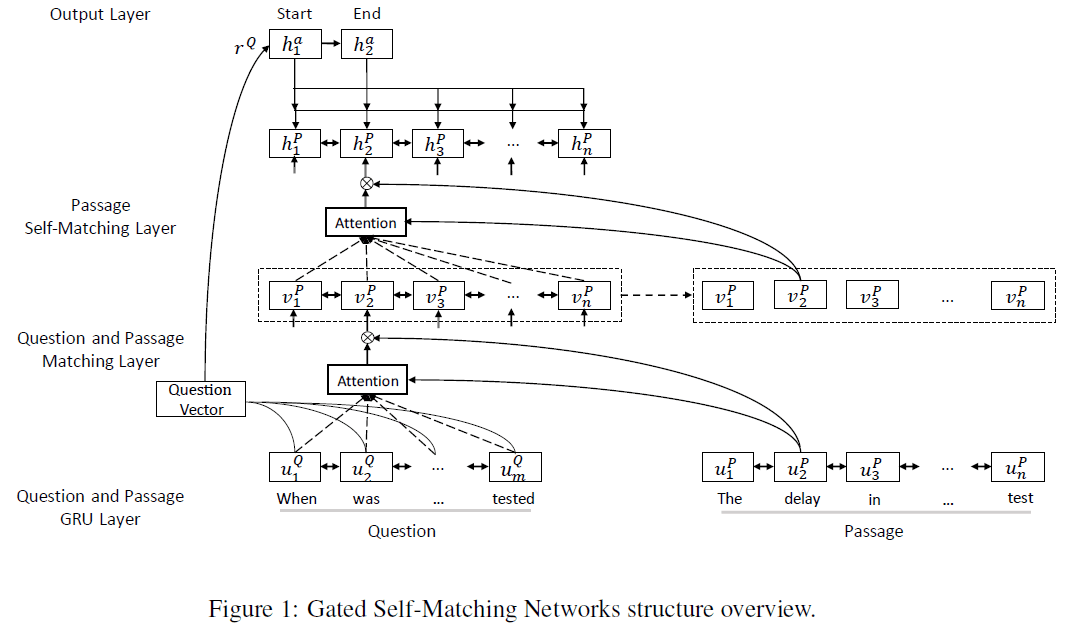 Output Layer
Start End
r^Q h_1^a h_2^a
h_1^P h_2^P h_3^P ... h_n^P
Passage
Self-Matching Layer
⊗
Attention
v_1^P v_2^P v_3^P ... v_n^P v_1^P v_2^P v_3^P ... v_n^P
Question and Passage
Matching Layer
⊗
Attention
Question
Vector
u_1^Q u_2^Q ... u_m^Q u_1^P u_2^P u_3^P ... u_n^P
Question and Passage
GRU Layer
When was ... tested The delay in ... test
Question Passage
Figure 1: Gated Self-Matching Networks structure overview.